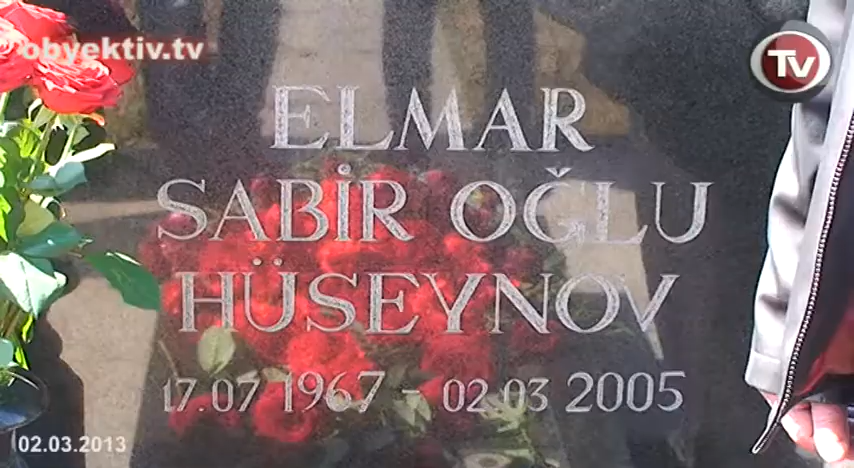 obyektiv.tv
TV
ELMAR
SABİR OĞLU
HÜSEYNOV
17.07.1967 - 02.03.2005
02.03.2013